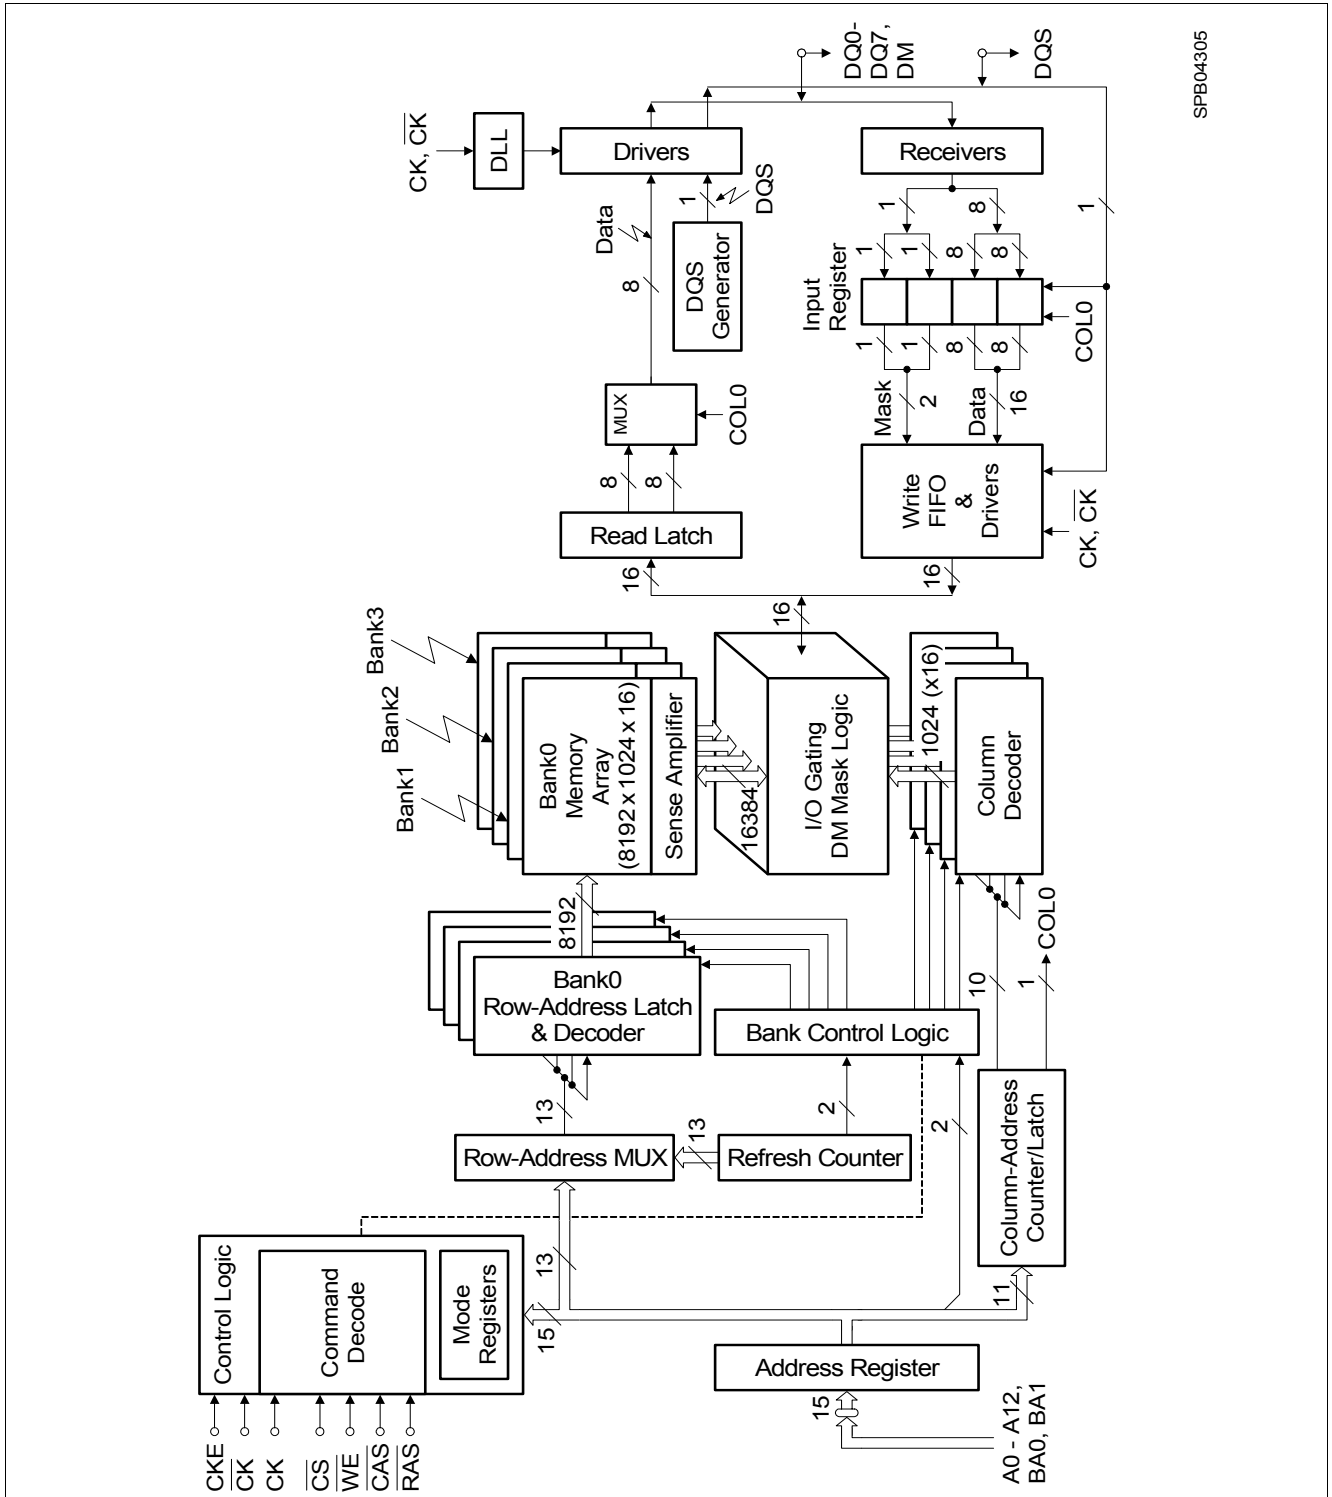 CKE
CK
CK
CS
WE
CAS
RAS
Control Logic
Command
Decode
Mode
Registers
15
13
A0 - A12,
BA0, BA1
15
Address Register
11
2
Row-Address MUX
13
Refresh Counter
13
2
Column-Address
Counter/Latch
10
1
COL0
Bank0
Row-Address Latch
& Decoder
Bank Control Logic
8192
Bank0
Memory
Array
(8192 x 1024 x 16)
Sense Amplifier
Bank1
Bank2
Bank3
16384
I/O Gating
DM Mask Logic
1024 (x16)
Column
Decoder
16
16
Read Latch
8
8
MUX
COL0
8
Data
DQS
Generator
1
DQS
CK, CK
DLL
Drivers
DQ0-
DQ7,
DM
DQS
Receivers
1
8
1
1
8
8
1
Input
Register
COL0
1
1
8
8
Mask
2
Data
16
Write
FIFO
&
Drivers
CK, CK
16
SPB04305